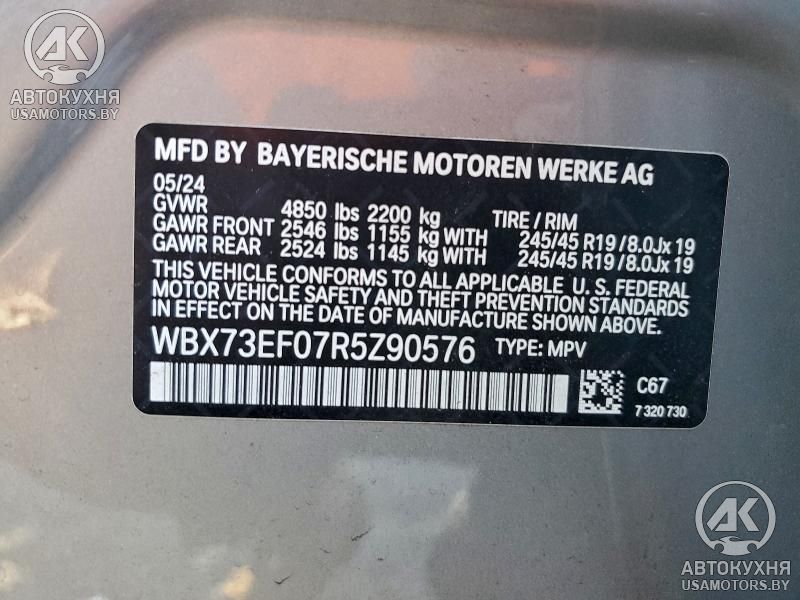 AK
АВТОКУХНЯ
USAMOTORS.BY
MFD BY BAYERISCHE MOTOREN WERKE AG
05/24
GVWR 4850 lbs 2200 kg TIRE / RIM
GAWR FRONT 2546 lbs 1155 kg WITH 245/45 R19 / 8.0Jx 19
GAWR REAR 2524 lbs 1145 kg WITH 245/45 R19 / 8.0Jx 19
THIS VEHICLE CONFORMS TO ALL APPLICABLE U.S. FEDERAL
MOTOR VEHICLE SAFETY AND THEFT PREVENTION STANDARDS
IN EFFECT ON THE DATE OF MANUFACTURE SHOWN ABOVE.
WBX73EF07R5Z90576 TYPE: MPV
C67
7 320 730
AK
АВТОКУХНЯ
USAMOTORS.BY